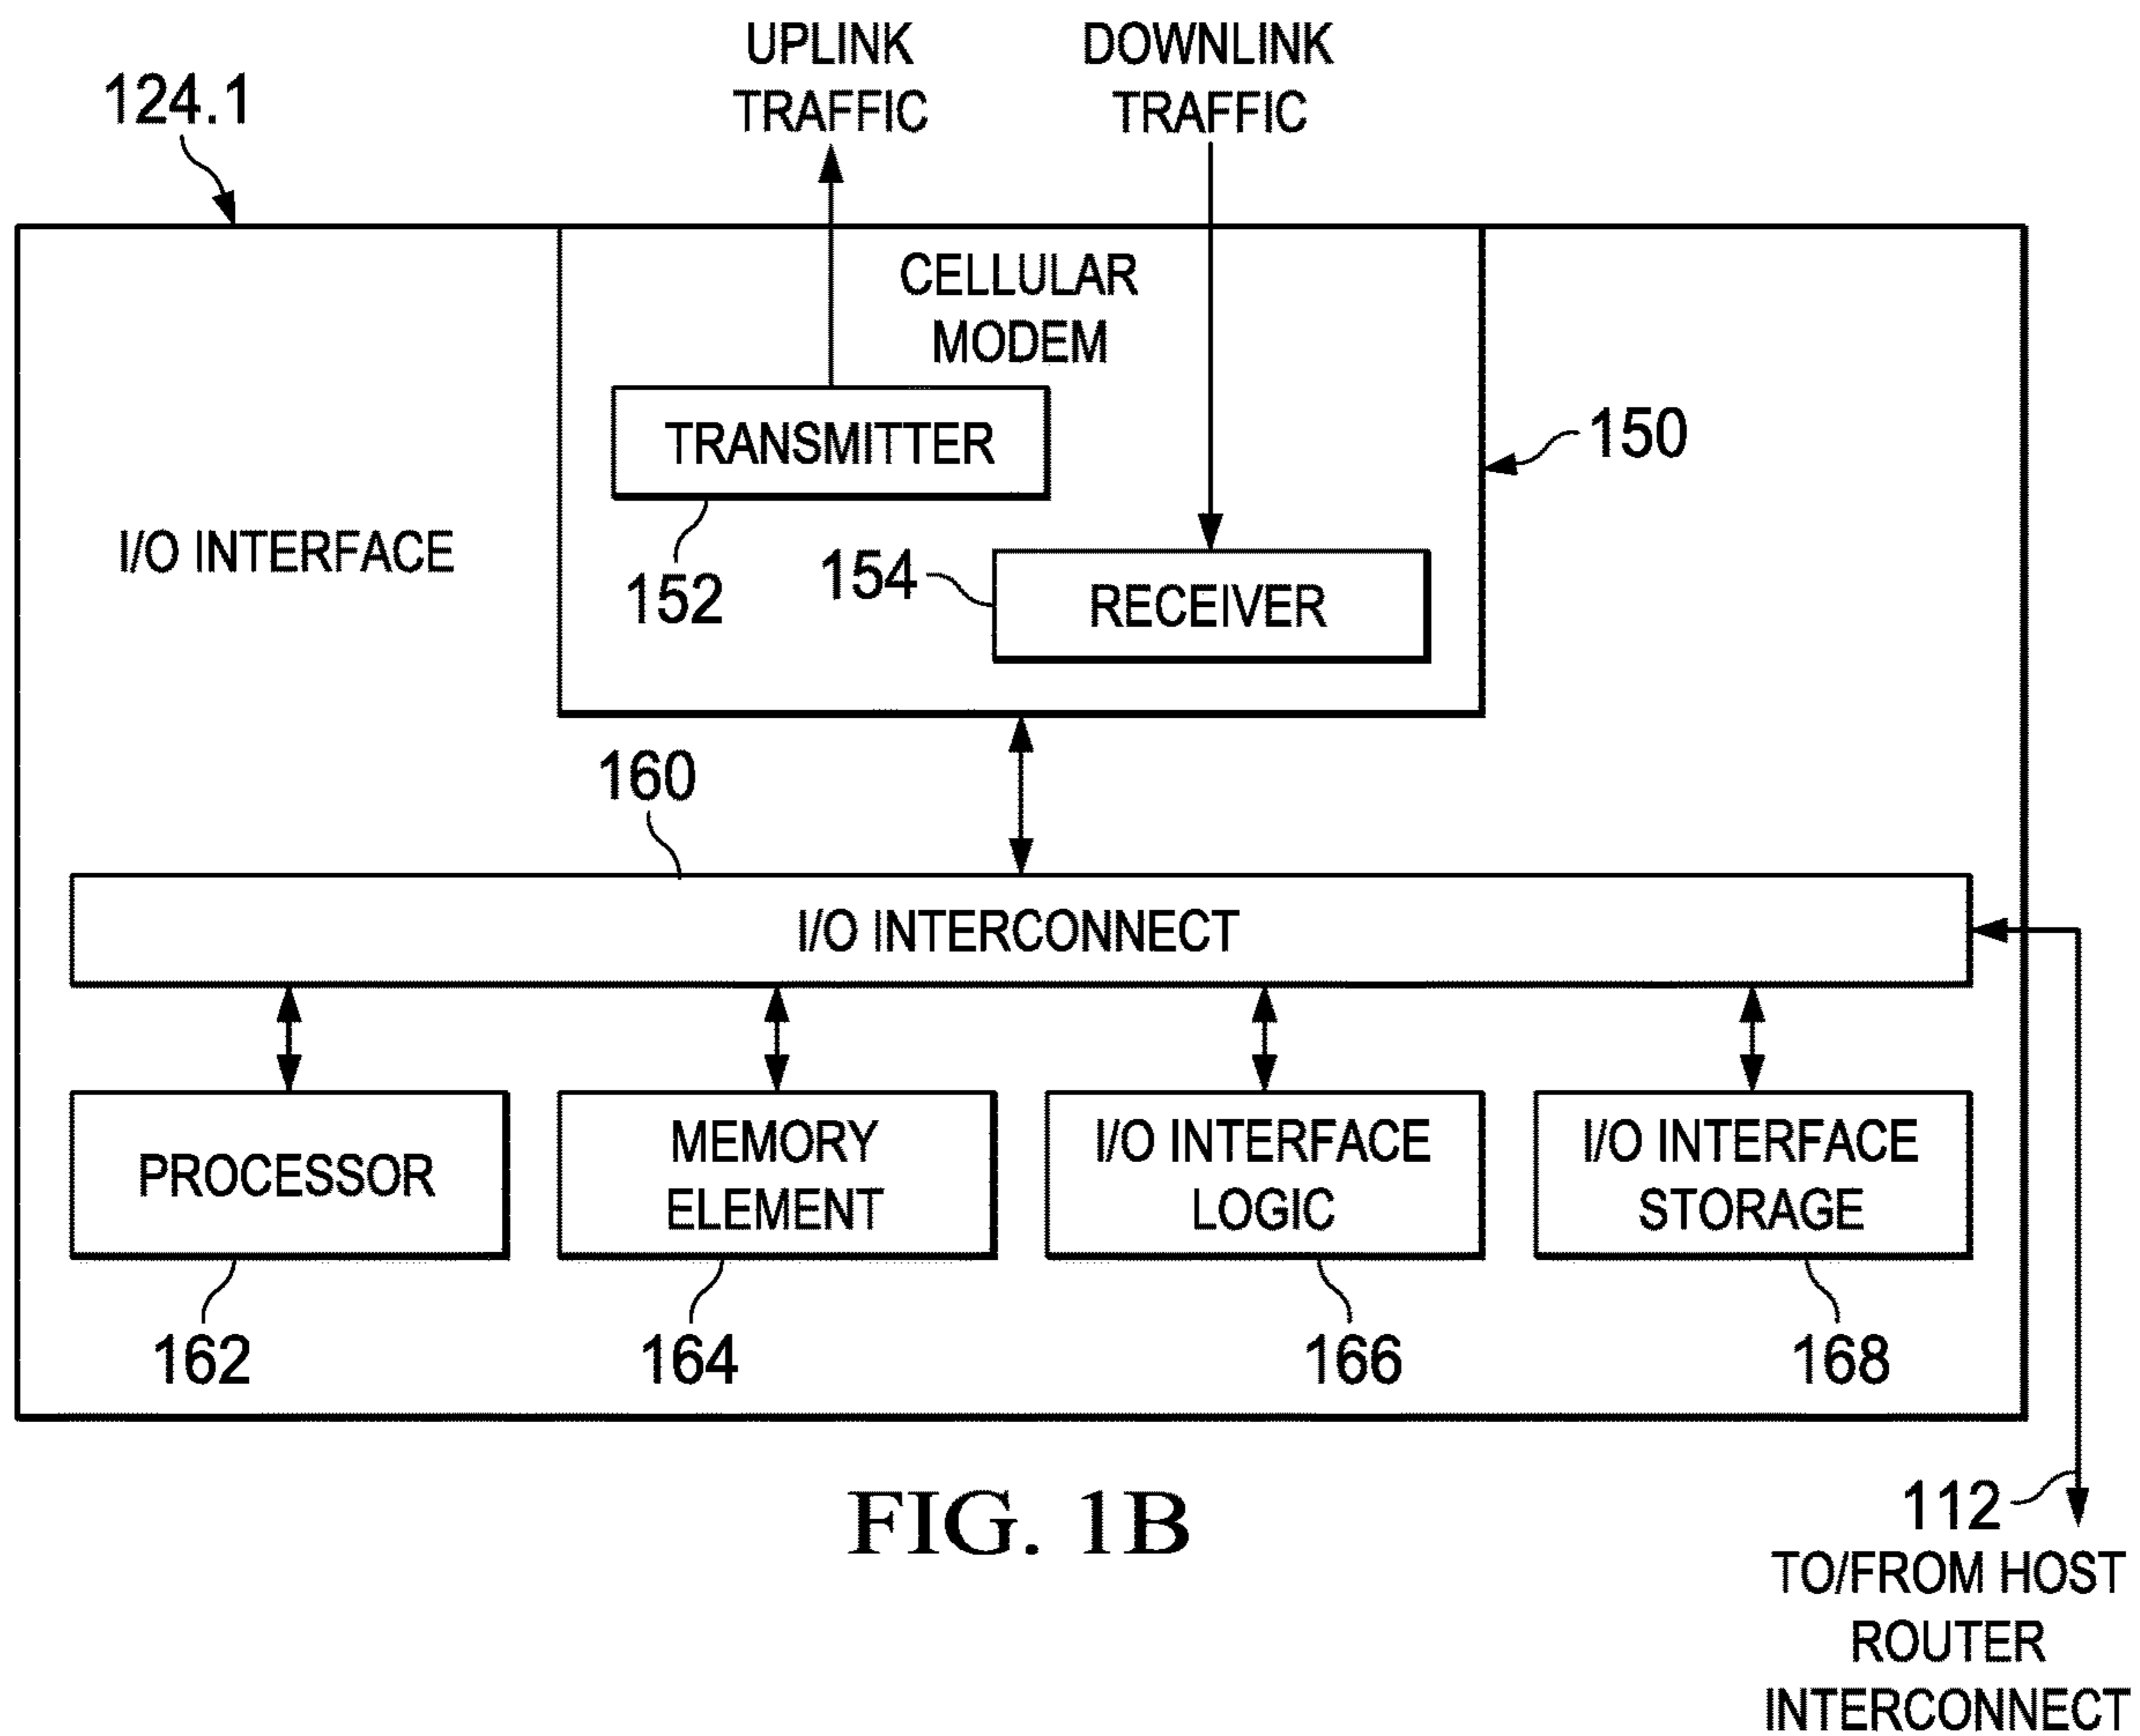 UPLINK
TRAFFIC
DOWNLINK
TRAFFIC
124.1
CELLULAR
MODEM
TRANSMITTER
150
I/O INTERFACE
152
154
RECEIVER
160
I/O INTERCONNECT
PROCESSOR
MEMORY
ELEMENT
I/O INTERFACE
LOGIC
I/O INTERFACE
STORAGE
162
164
166
168
FIG. 1B
112
TO/FROM HOST
ROUTER
INTERCONNECT